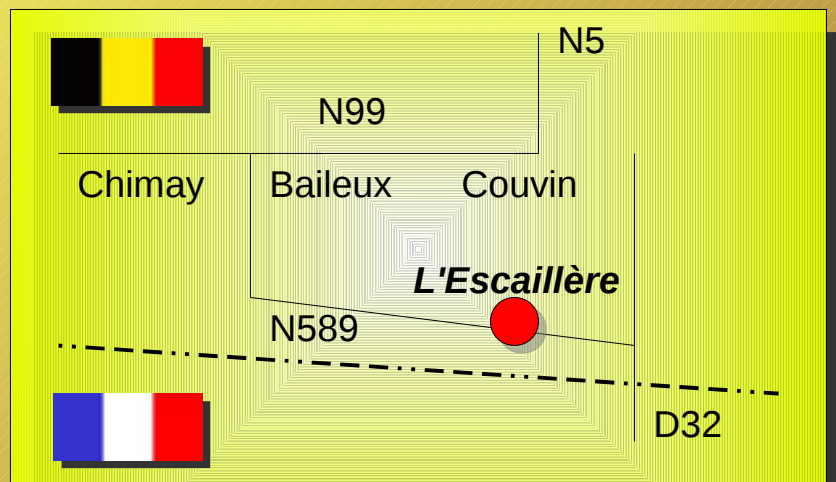 N5
N99
Chimay
Baileux
Couvin
L'Escaillère
N589
D32